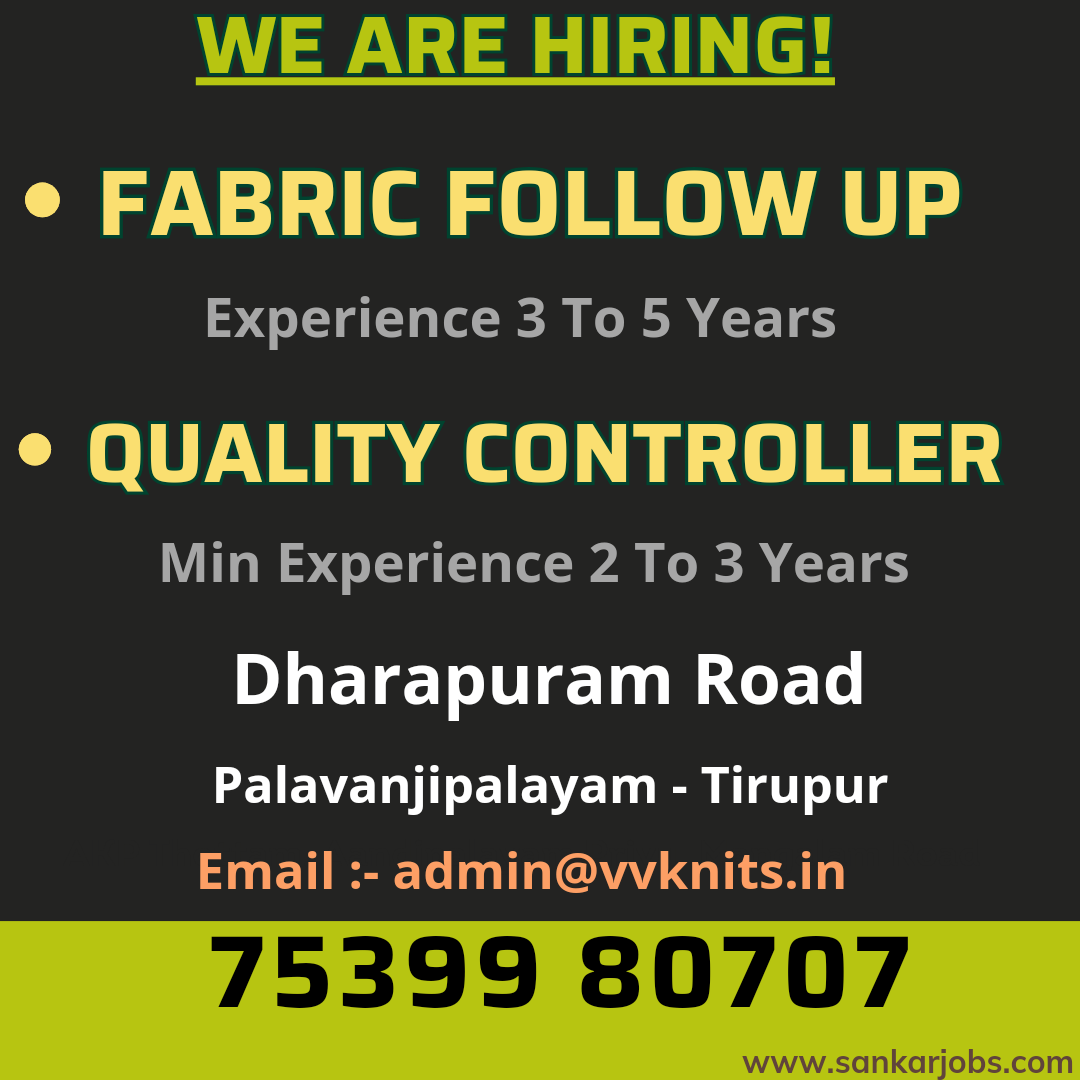 WE ARE HIRING!
• FABRIC FOLLOW UP
Experience 3 To 5 Years
• QUALITY CONTROLLER
Min Experience 2 To 3 Years
Dharapuram Road
Palavanjipalayam - Tirupur
Email :- admin@vvknits.in
75399 80707
www.sankarjobs.com